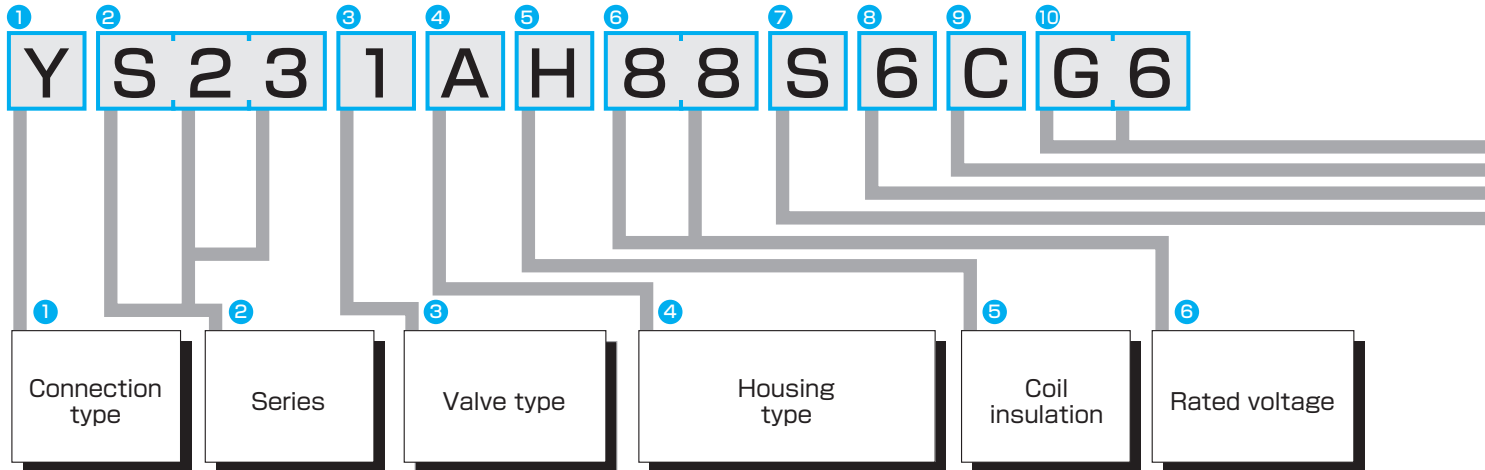 1 2 3 4 5 6 7 8 9 10
Y S 2 3 1 A H 8 8 S 6 C G 6
1 2 3 4 5 6
Connection
type
Series
Valve type
Housing
type
Coil
insulation
Rated voltage